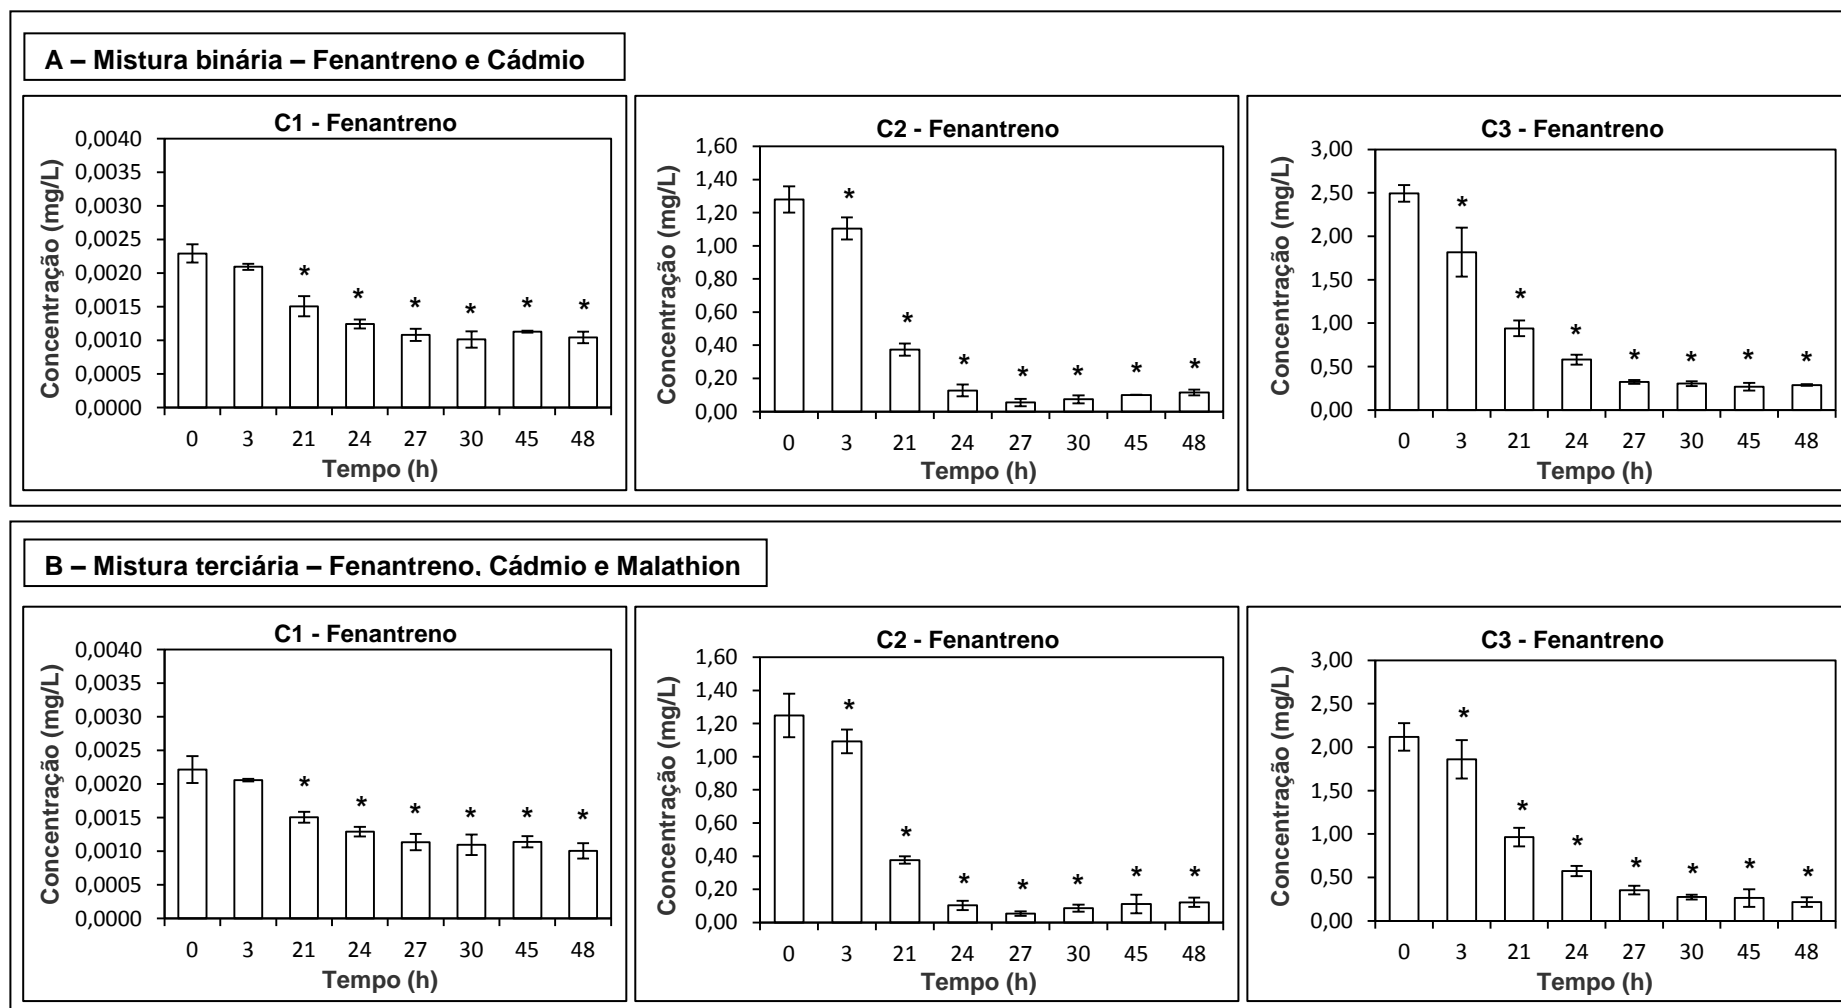 A – Mistura binária – Fenantreno e Cádmio
C1 - Fenantreno
Concentração (mg/L)
0,0040
0,0035
0,0030
0,0025
0,0020
0,0015
0,0010
0,0005
0,0000
* * * * * *
0 3 21 24 27 30 45 48
Tempo (h)
C2 - Fenantreno
Concentração (mg/L)
1,60
1,40
1,20
1,00
0,80
0,60
0,40
0,20
0,00
* * * * * * *
0 3 21 24 27 30 45 48
Tempo (h)
C3 - Fenantreno
Concentração (mg/L)
3,00
2,50
2,00
1,50
1,00
0,50
0,00
* * * * * * *
0 3 21 24 27 30 45 48
Tempo (h)
B – Mistura terciária – Fenantreno, Cádmio e Malathion
C1 - Fenantreno
Concentração (mg/L)
0,0040
0,0035
0,0030
0,0025
0,0020
0,0015
0,0010
0,0005
0,0000
* * * * * *
0 3 21 24 27 30 45 48
Tempo (h)
C2 - Fenantreno
Concentração (mg/L)
1,60
1,40
1,20
1,00
0,80
0,60
0,40
0,20
0,00
* * * * * * *
0 3 21 24 27 30 45 48
Tempo (h)
C3 - Fenantreno
Concentração (mg/L)
3,00
2,50
2,00
1,50
1,00
0,50
0,00
* * * * * * *
0 3 21 24 27 30 45 48
Tempo (h)